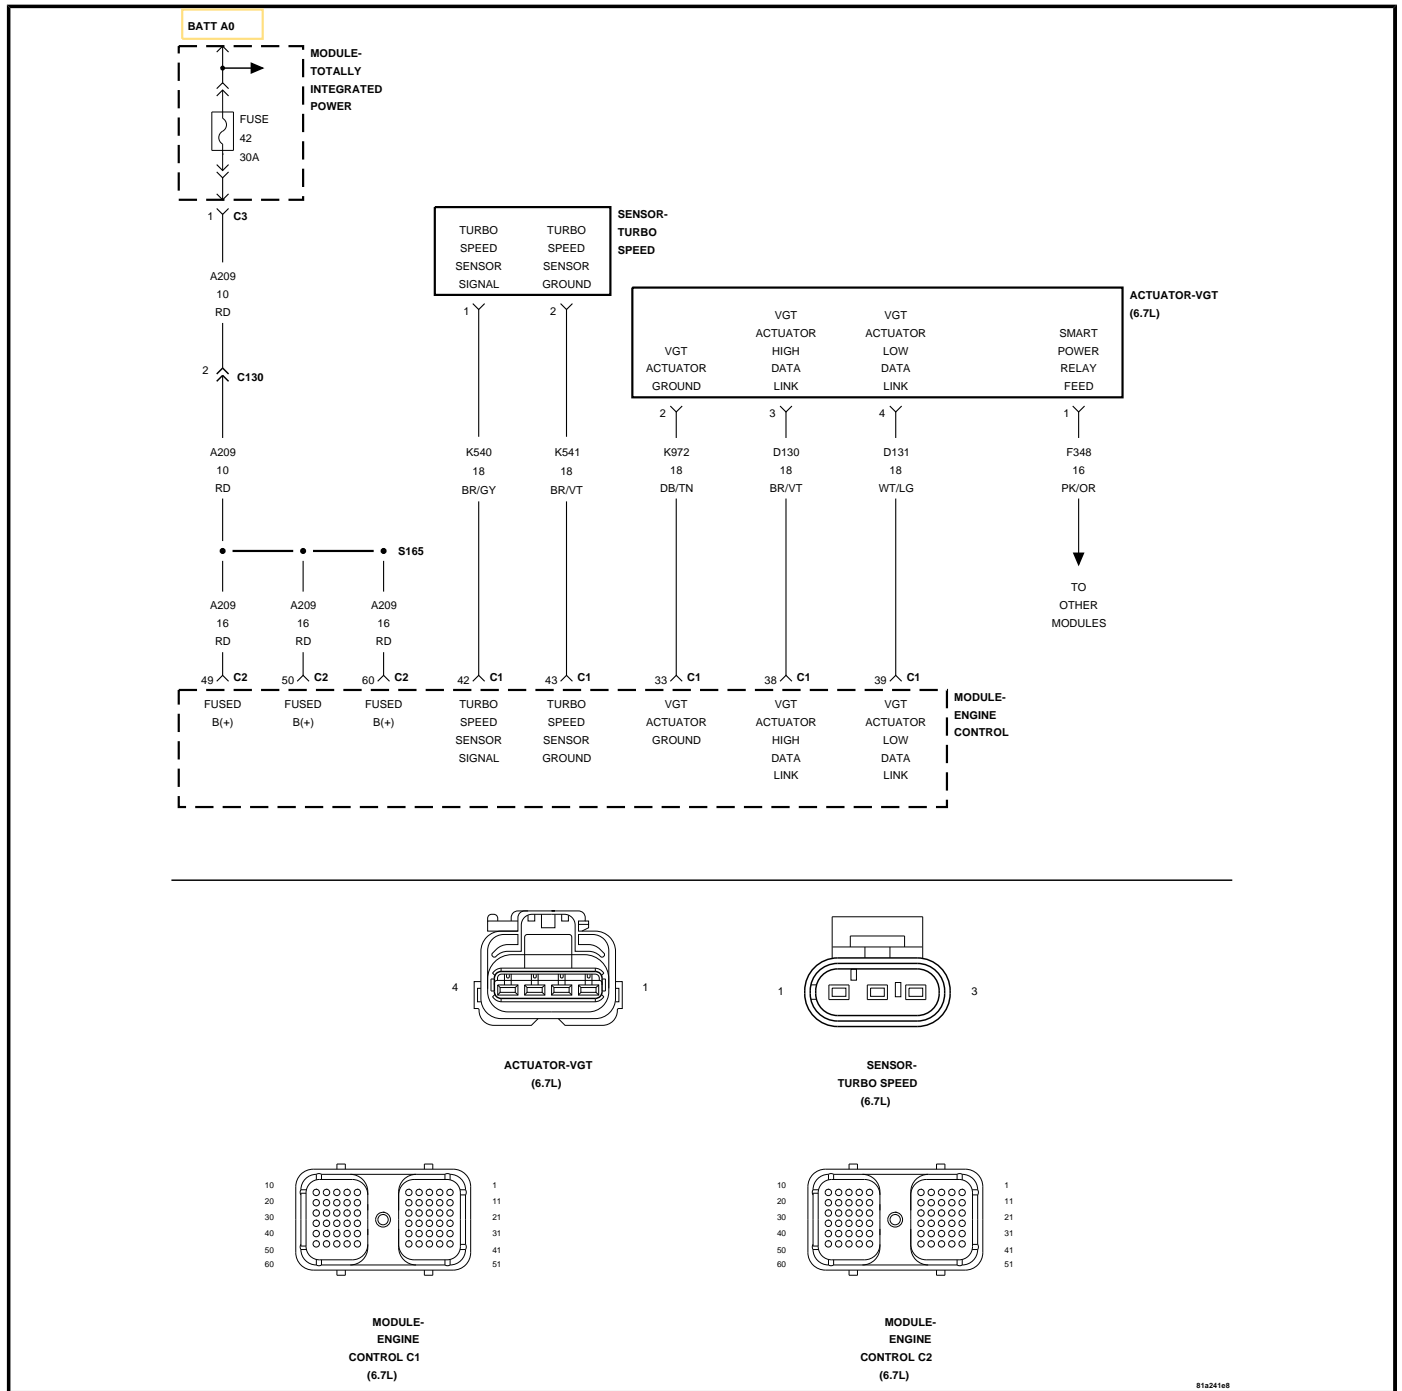 BATT A0
MODULE-
TOTALLY
INTEGRATED
POWER
FUSE
42
30A
1 C3
A209
10
RD
2 C130
A209
10
RD
S165
A209
16
RD
A209
16
RD
A209
16
RD
SENSOR-
TURBO
SPEED
TURBO
SPEED
SENSOR
SIGNAL
TURBO
SPEED
SENSOR
GROUND
1
2
K540
18
BR/GY
K541
18
BR/VT
ACTUATOR-VGT
(6.7L)
VGT
ACTUATOR
GROUND
VGT
ACTUATOR
HIGH
DATA
LINK
VGT
ACTUATOR
LOW
DATA
LINK
SMART
POWER
RELAY
FEED
2
3
4
1
K972
18
DB/TN
D130
18
BR/VT
D131
18
WT/LG
F348
16
PK/OR
TO
OTHER
MODULES
49 C2
50 C2
60 C2
42 C1
43 C1
33 C1
38 C1
39 C1
FUSED
B(+)
FUSED
B(+)
FUSED
B(+)
TURBO
SPEED
SENSOR
SIGNAL
TURBO
SPEED
SENSOR
GROUND
VGT
ACTUATOR
GROUND
VGT
ACTUATOR
HIGH
DATA
LINK
VGT
ACTUATOR
LOW
DATA
LINK
MODULE-
ENGINE
CONTROL
4 1
ACTUATOR-VGT
(6.7L)
1 3
SENSOR-
TURBO SPEED
(6.7L)
10 1
20 11
30 21
40 31
50 41
60 51
MODULE-
ENGINE
CONTROL C1
(6.7L)
10 1
20 11
30 21
40 31
50 41
60 51
MODULE-
ENGINE
CONTROL C2
(6.7L)
81a241e8